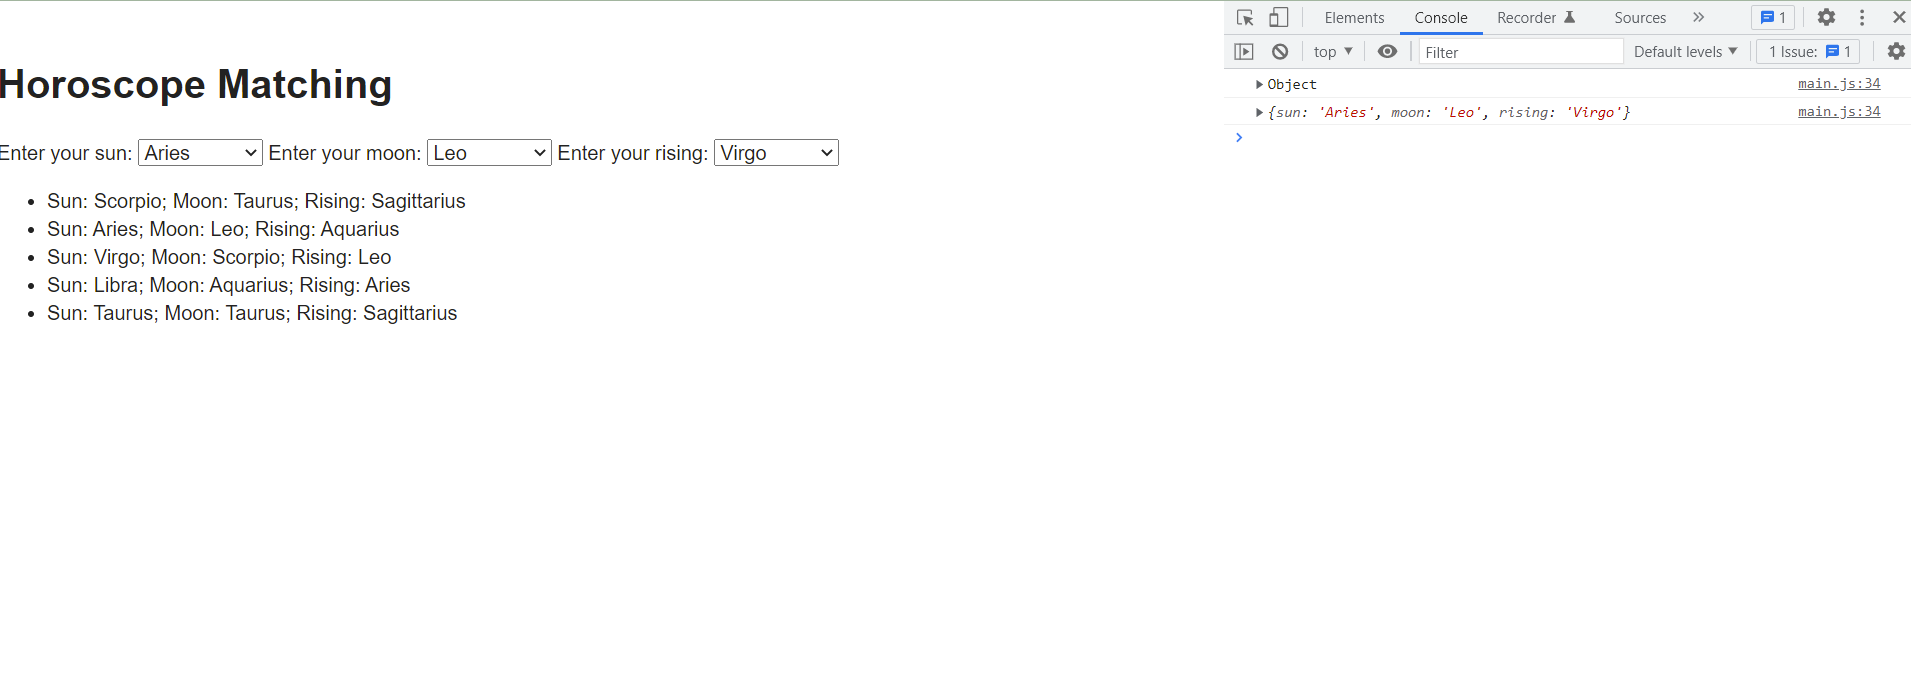 Horoscope Matching
Enter your sun: Aries Enter your moon: Leo Enter your rising: Virgo
• Sun: Scorpio; Moon: Taurus; Rising: Sagittarius
• Sun: Aries; Moon: Leo; Rising: Aquarius
• Sun: Virgo; Moon: Scorpio; Rising: Leo
• Sun: Libra; Moon: Aquarius; Rising: Aries
• Sun: Taurus; Moon: Taurus; Rising: Sagittarius
Elements Console Recorder Sources 1
top Filter Default levels 1 Issue: 1
Object main.js:34
{sun: 'Aries', moon: 'Leo', rising: 'Virgo'} main.js:34